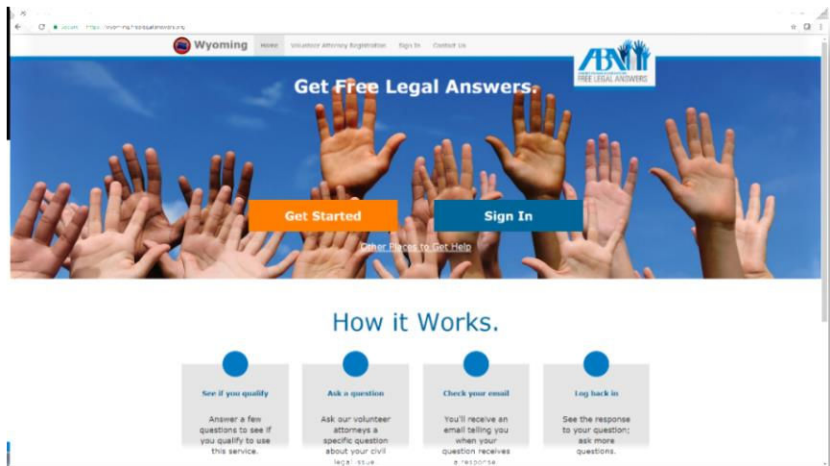 Wyoming Home Volunteer Attorney Registration Sign In Contact Us
ABA
FREE LEGAL ANSWERS
Get Free Legal Answers.
Get Started Sign In
Other Places to Get Help
How it Works.
See if you qualify
Answer a few
questions to see if
you qualify to use
this service.
Ask a question
Ask our volunteer
attorneys a
specific question
about your civil
legal issue
Check your email
You'll receive an
email telling you
when your
question receives
a response.
Log back in
See the response
to your question;
ask more
questions.